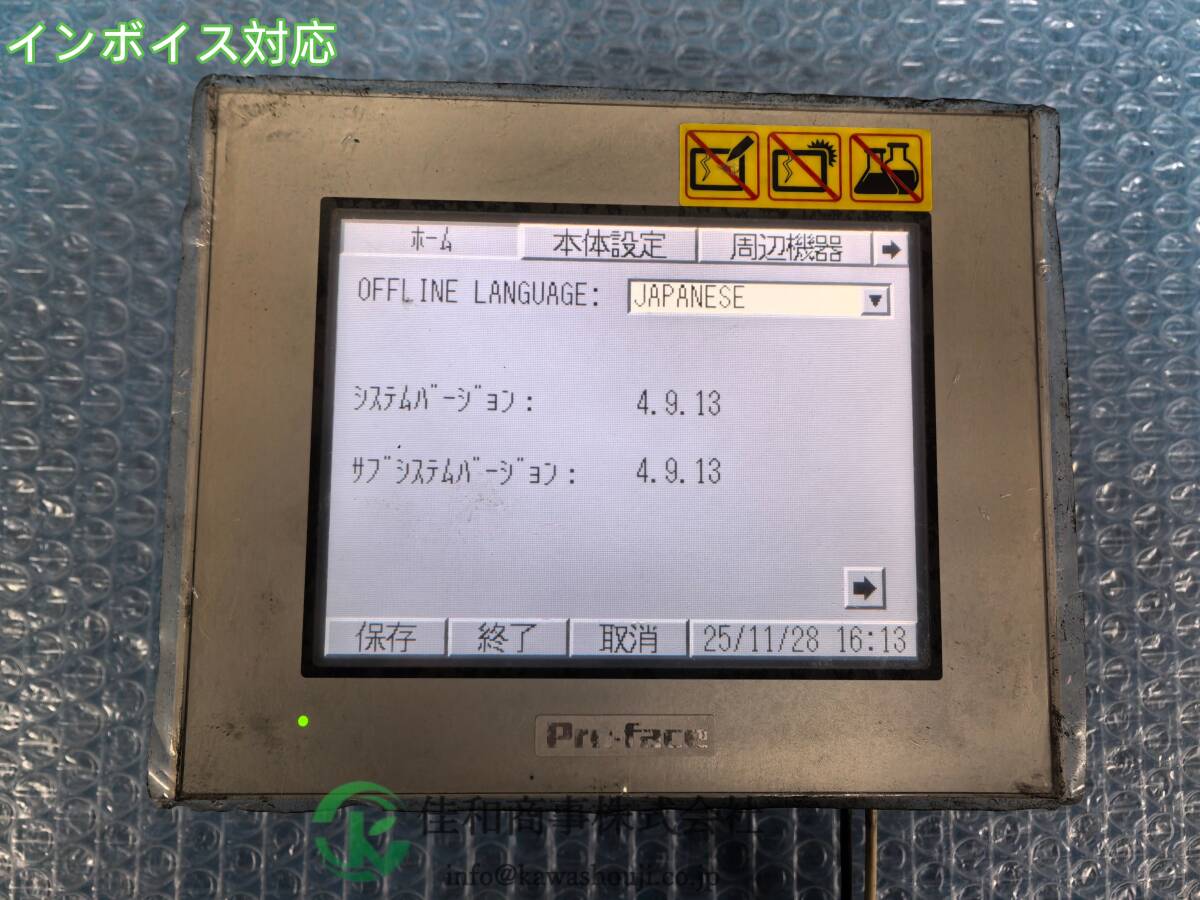 インボイス対応
ホーム 本体設定 周辺機器
OFFLINE LANGUAGE: JAPANESE
ｼｽﾃﾑﾊﾞｰｼﾞｮﾝ: 4.9.13
ｻﾌﾞｼｽﾃﾑﾊﾞｰｼﾞｮﾝ: 4.9.13
保存 終了 取消 25/11/28 16:13
Pro-face
佳和商事株式会社
info@kawashouji.co.jp